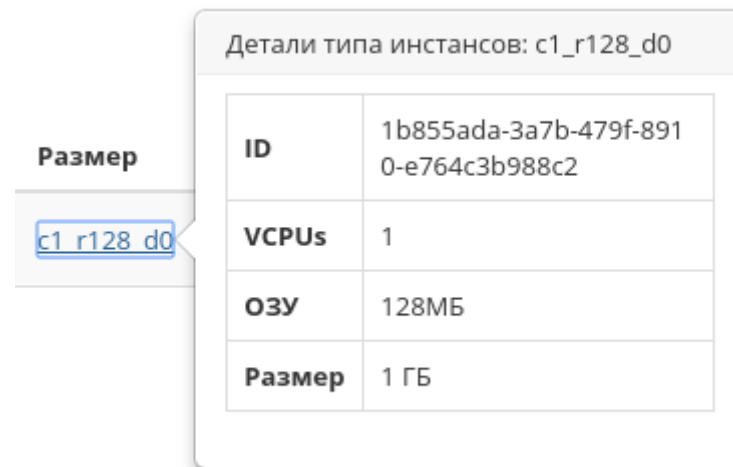 Детали типа инстансов: c1_r128_d0
Размер
c1_r128_d0
ID
1b855ada-3a7b-479f-891
0-e764c3b988c2
VCPUs 1
ОЗУ 128МБ
Размер 1 ГБ